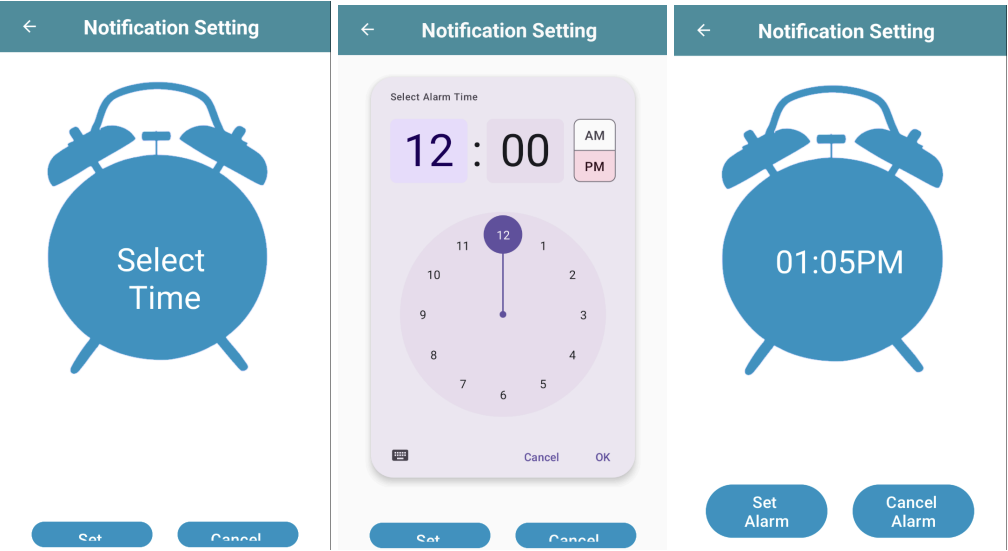 Notification Setting
Select
Time
Set
Cancel
Notification Setting
Select Alarm Time
12 : 00
AM
PM
12
1
2
3
4
5
6
7
8
9
10
11
Cancel
OK
Set
Cancel
Notification Setting
01:05PM
Set
Alarm
Cancel
Alarm